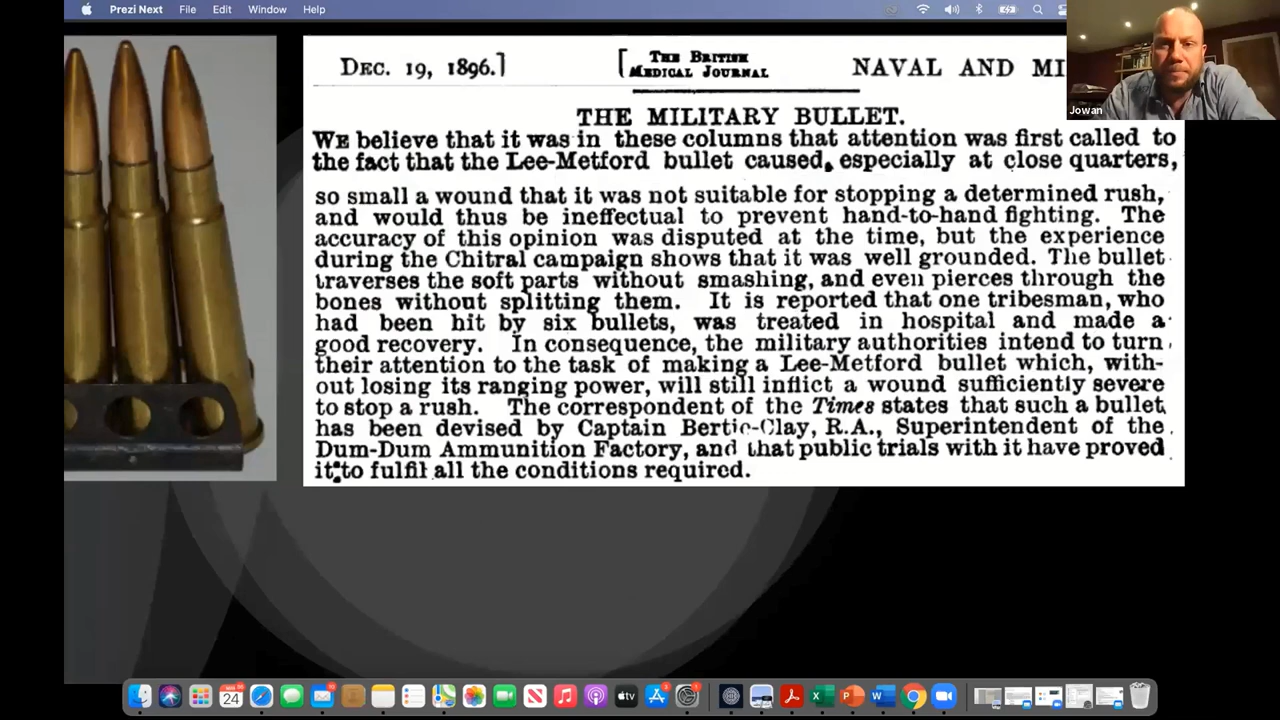 Prezi Next File Edit Window Help
DEC. 19, 1896.] [THE BRITISH MEDICAL JOURNAL NAVAL AND MI
Jowan
THE MILITARY BULLET.
WE believe that it was in these columns that attention was first called to
the fact that the Lee-Metford bullet caused, especially at close quarters,
so small a wound that it was not suitable for stopping a determined rush,
and would thus be ineffectual to prevent hand-to-hand fighting. The
accuracy of this opinion was disputed at the time, but the experience
during the Chitral campaign shows that it was well grounded. The bullet
traverses the soft parts without smashing, and even pierces through the
bones without splitting them. It is reported that one tribesman, who
had been hit by six bullets, was treated in hospital and made a
good recovery. In consequence, the military authorities intend to turn
their attention to the task of making a Lee-Metford bullet which, with-
out losing its ranging power, will still inflict a wound sufficiently severe
to stop a rush. The correspondent of the Times states that such a bullet
has been devised by Captain Bertie-Clay, R.A., Superintendent of the
Dum-Dum Ammunition Factory, and that public trials with it have proved
it to fulfil all the conditions required.
24
tv